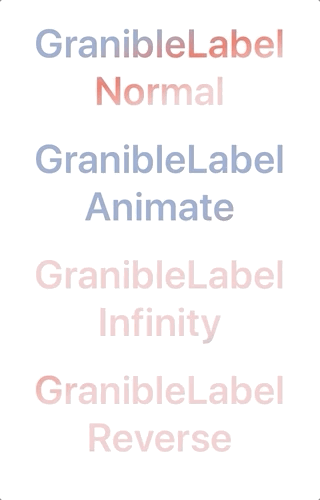 GranibleLabel
Normal
GranibleLabel
Animate
GranibleLabel
Infinity
GranibleLabel
Reverse